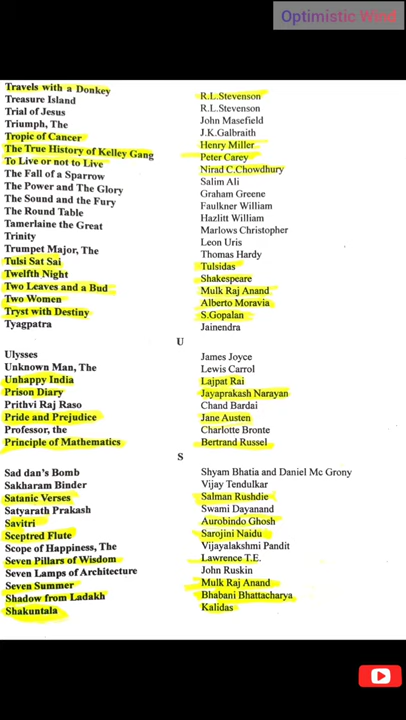 Optimistic Wind
Travels with a Donkey R.L.Stevenson
Treasure Island R.L.Stevenson
Trial of Jesus John Masefield
Triumph, The J.K.Galbraith
Tropic of Cancer Henry Miller
The True History of Kelley Gang Peter Carey
To Live or not to Live Nirad C.Chowdhury
The Fall of a Sparrow Salim Ali
The Power and The Glory Graham Greene
The Sound and the Fury Faulkner William
The Round Table Hazlitt William
Tamerlaine the Great Marlows Christopher
Trinity Leon Uris
Trumpet Major, The Thomas Hardy
Tulsi Sat Sai Tulsidas
Twelfth Night Shakespeare
Two Leaves and a Bud Mulk Raj Anand
Two Women Alberto Moravia
Tryst with Destiny S.Gopalan
Tyagpatra Jainendra
U
Ulysses James Joyce
Unknown Man, The Lewis Carrol
Unhappy India Lajpat Rai
Prison Diary Jayaprakash Narayan
Prithvi Raj Raso Chand Bardai
Pride and Prejudice Jane Austen
Professor, the Charlotte Bronte
Principle of Mathematics Bertrand Russel
S
Sad dan's Bomb Shyam Bhatia and Daniel Mc Grony
Sakharam Binder Vijay Tendulkar
Satanic Verses Salman Rushdie
Satyarath Prakash Swami Dayanand
Savitri Aurobindo Ghosh
Sceptred Flute Sarojini Naidu
Scope of Happiness, The Vijayalakshmi Pandit
Seven Pillars of Wisdom Lawrence T.E.
Seven Lamps of Architecture John Ruskin
Seven Summer Mulk Raj Anand
Shadow from Ladakh Bhabani Bhattacharya
Shakuntala Kalidas